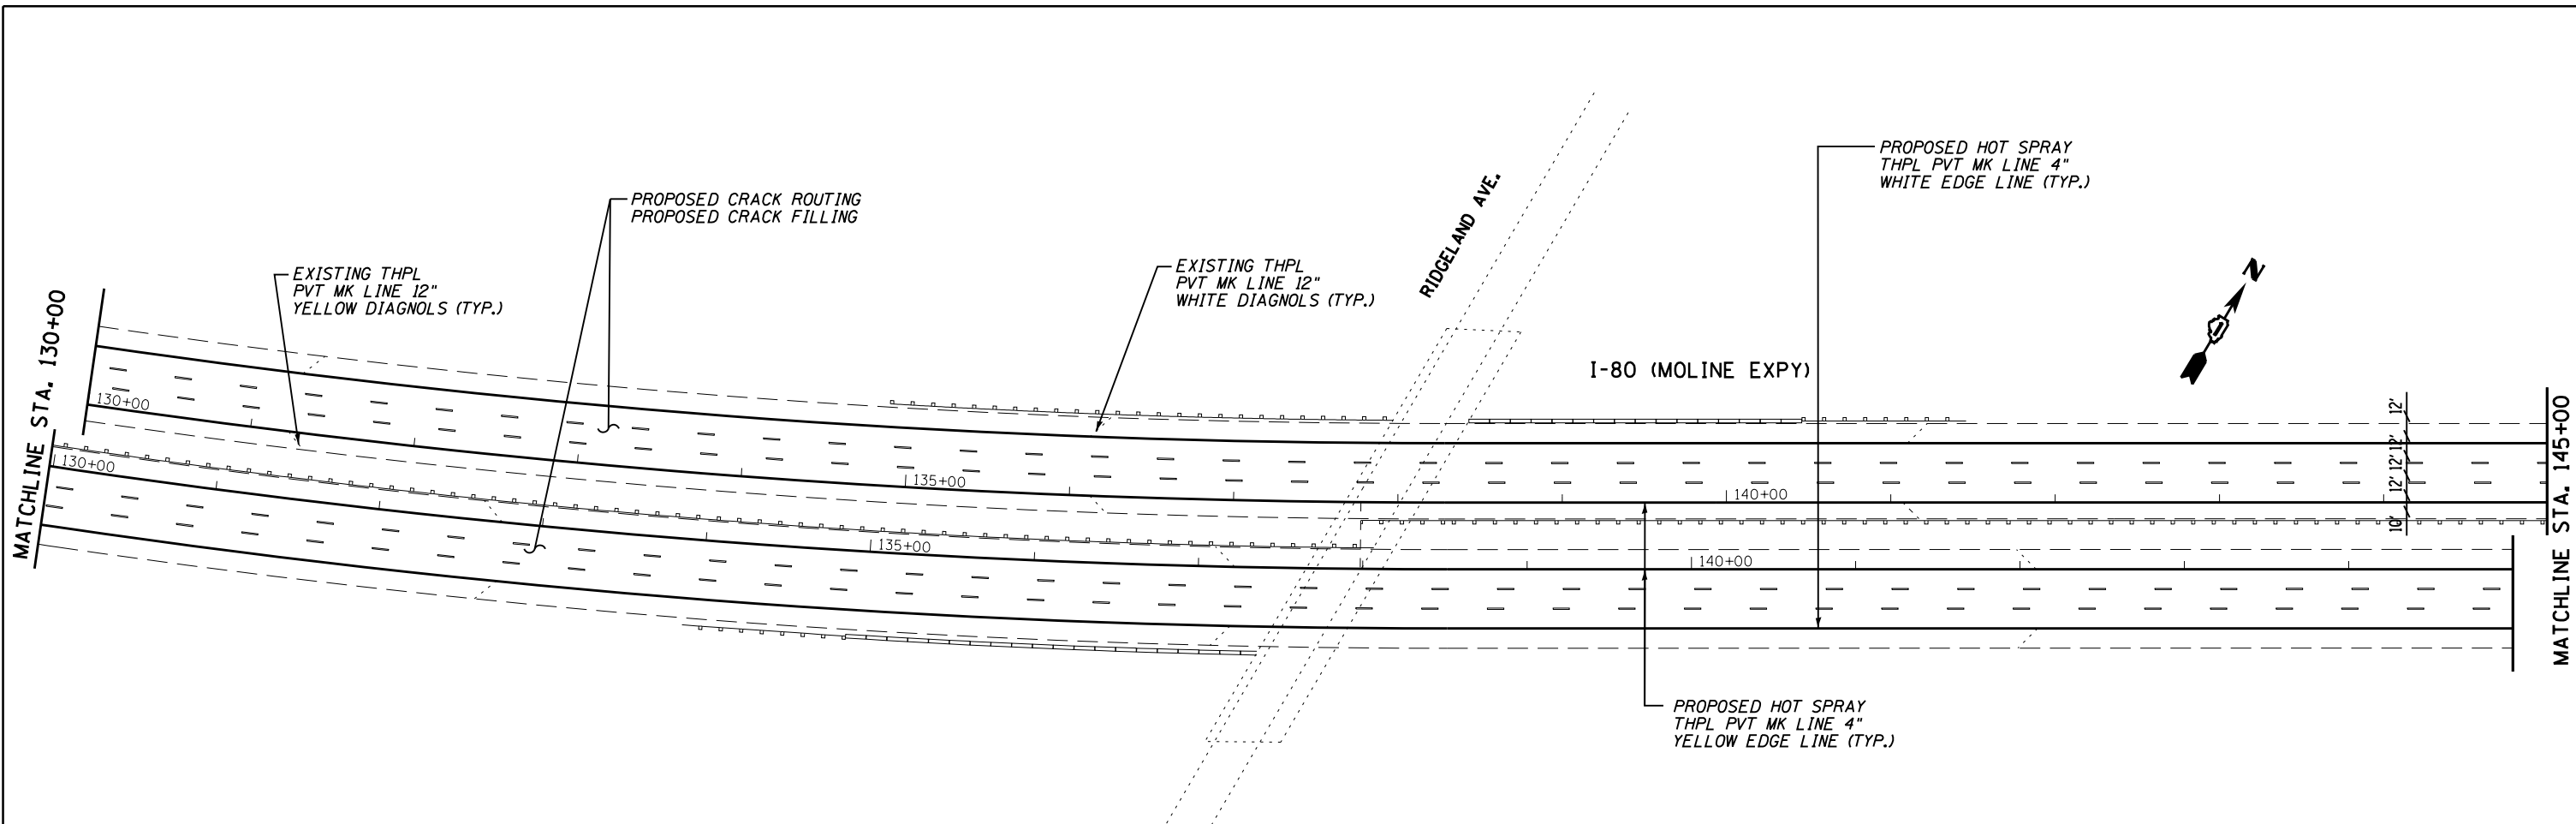 PROPOSED HOT SPRAY
THPL PVT MK LINE 4"
WHITE EDGE LINE (TYP.)
PROPOSED CRACK ROUTING
PROPOSED CRACK FILLING
RIDGELAND AVE.
EXISTING THPL
PVT MK LINE 12"
YELLOW DIAGNOLS (TYP.)
EXISTING THPL
PVT MK LINE 12"
WHITE DIAGNOLS (TYP.)
N
I-80 (MOLINE EXPY)
MATCHLINE STA. 130+00
130+00
130+00
135+00
135+00
140+00
140+00
12'
12'
12'
12'
10'
MATCHLINE STA. 145+00
PROPOSED HOT SPRAY
THPL PVT MK LINE 4"
YELLOW EDGE LINE (TYP.)